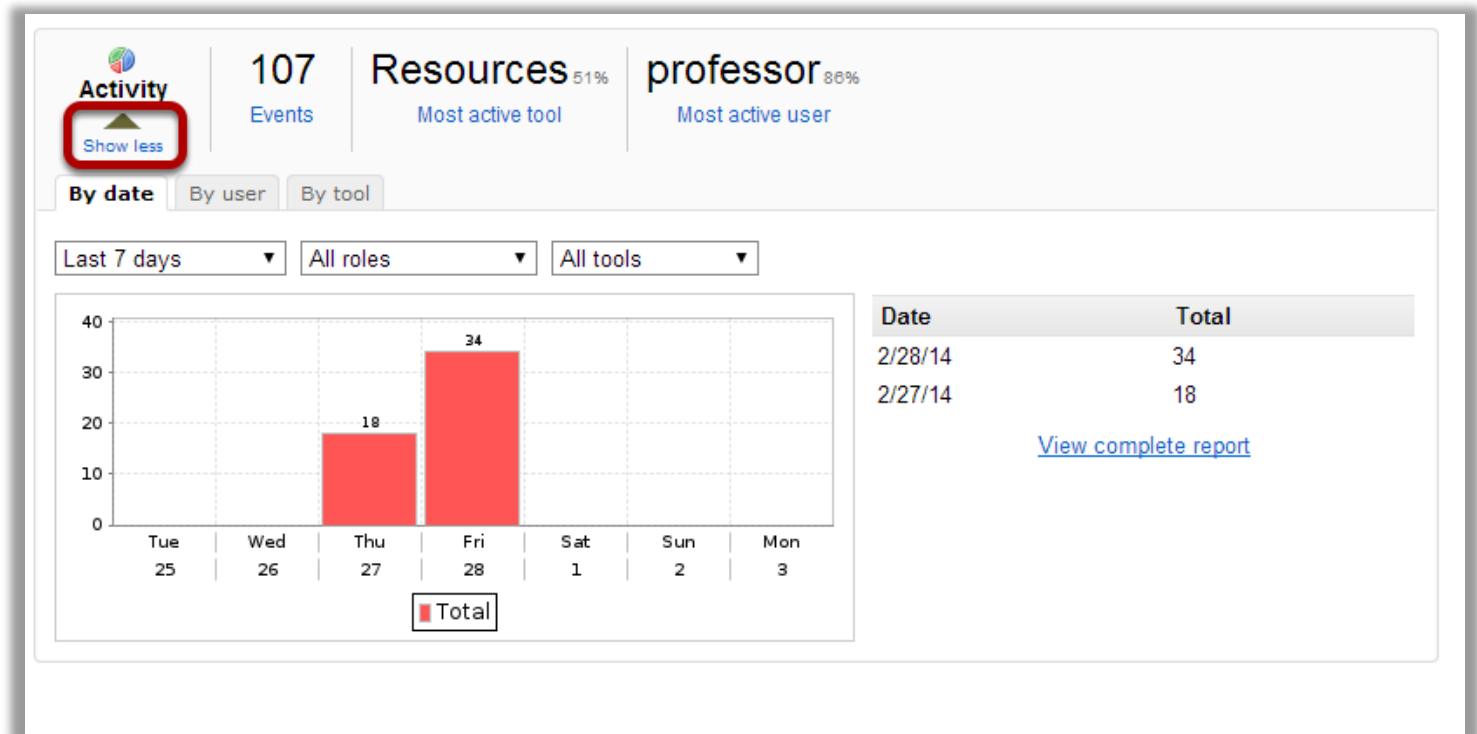 Activity
Show less
107
Events
Resources 51%
Most active tool
professor 86%
Most active user
By date By user By tool
Last 7 days All roles All tools
40
30
20
10
0
18
34
Tue Wed Thu Fri Sat Sun Mon
25 26 27 28 1 2 3
Total
Date Total
2/28/14 34
2/27/14 18
View complete report